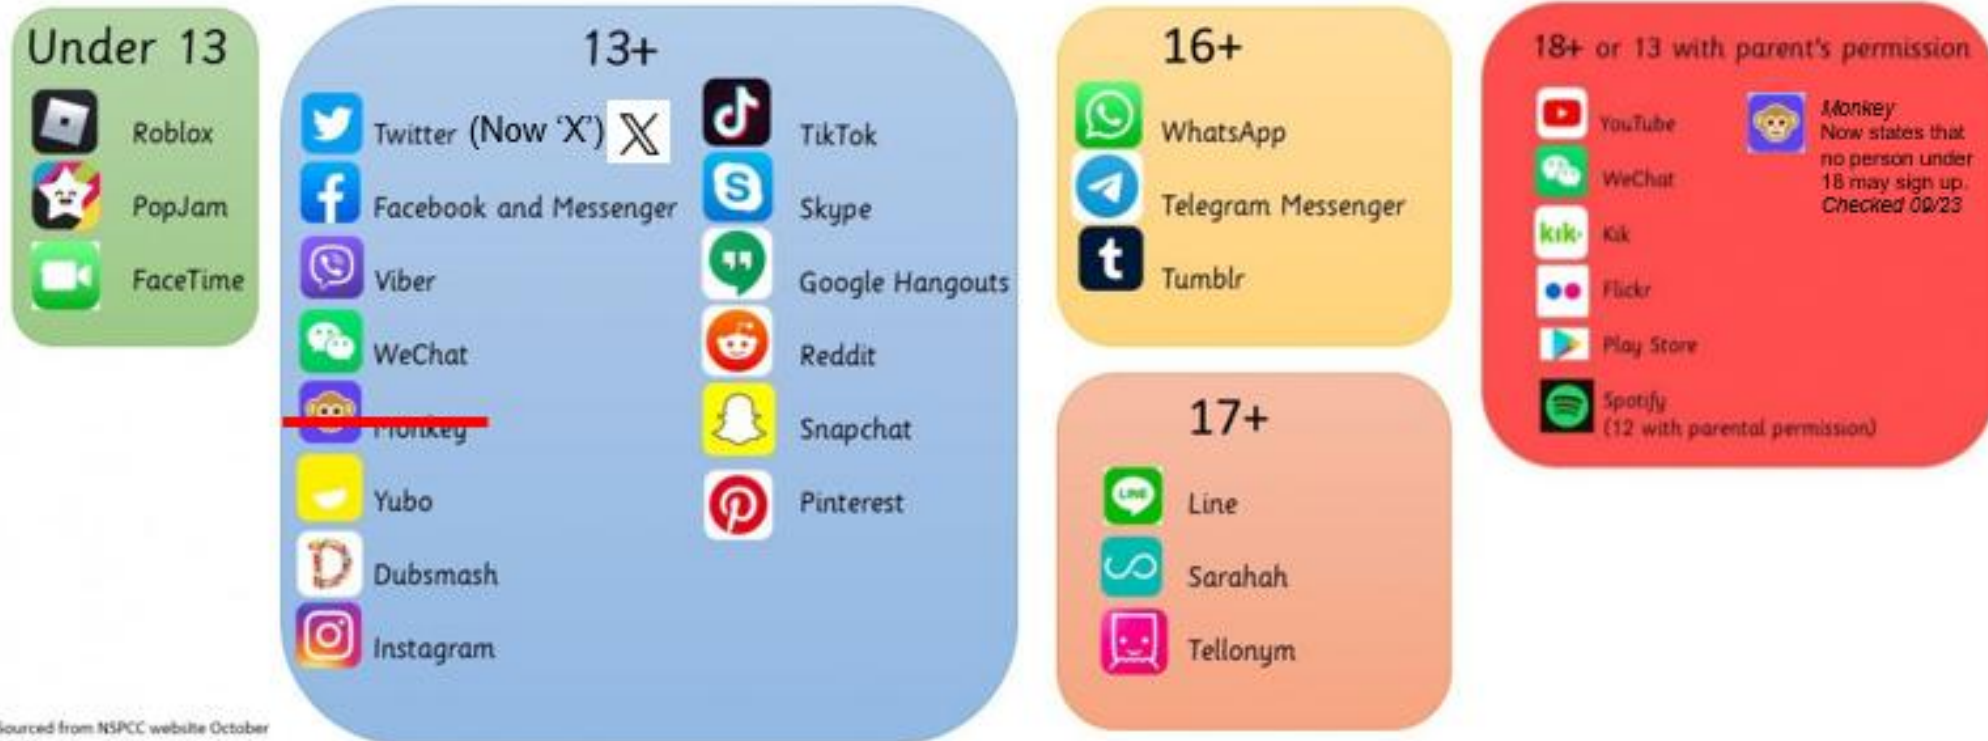 Under 13
Roblox
PopJam
FaceTime
13+
Twitter (Now ‘X’)
Facebook and Messenger
Viber
WeChat
Monkey
Yubo
Dubsmash
Instagram
TikTok
Skype
Google Hangouts
Reddit
Snapchat
Pinterest
16+
WhatsApp
Telegram Messenger
Tumblr
17+
LINE
Line
Sarahah
Tellonym
18+ or 13 with parent's permission
YouTube
WeChat
kik
Kik
Flickr
Play Store
Spotify
(12 with parental permission)
Monkey
Now states that
no person under
18 may sign up.
Checked 09/23
Sourced from NSPCC website October